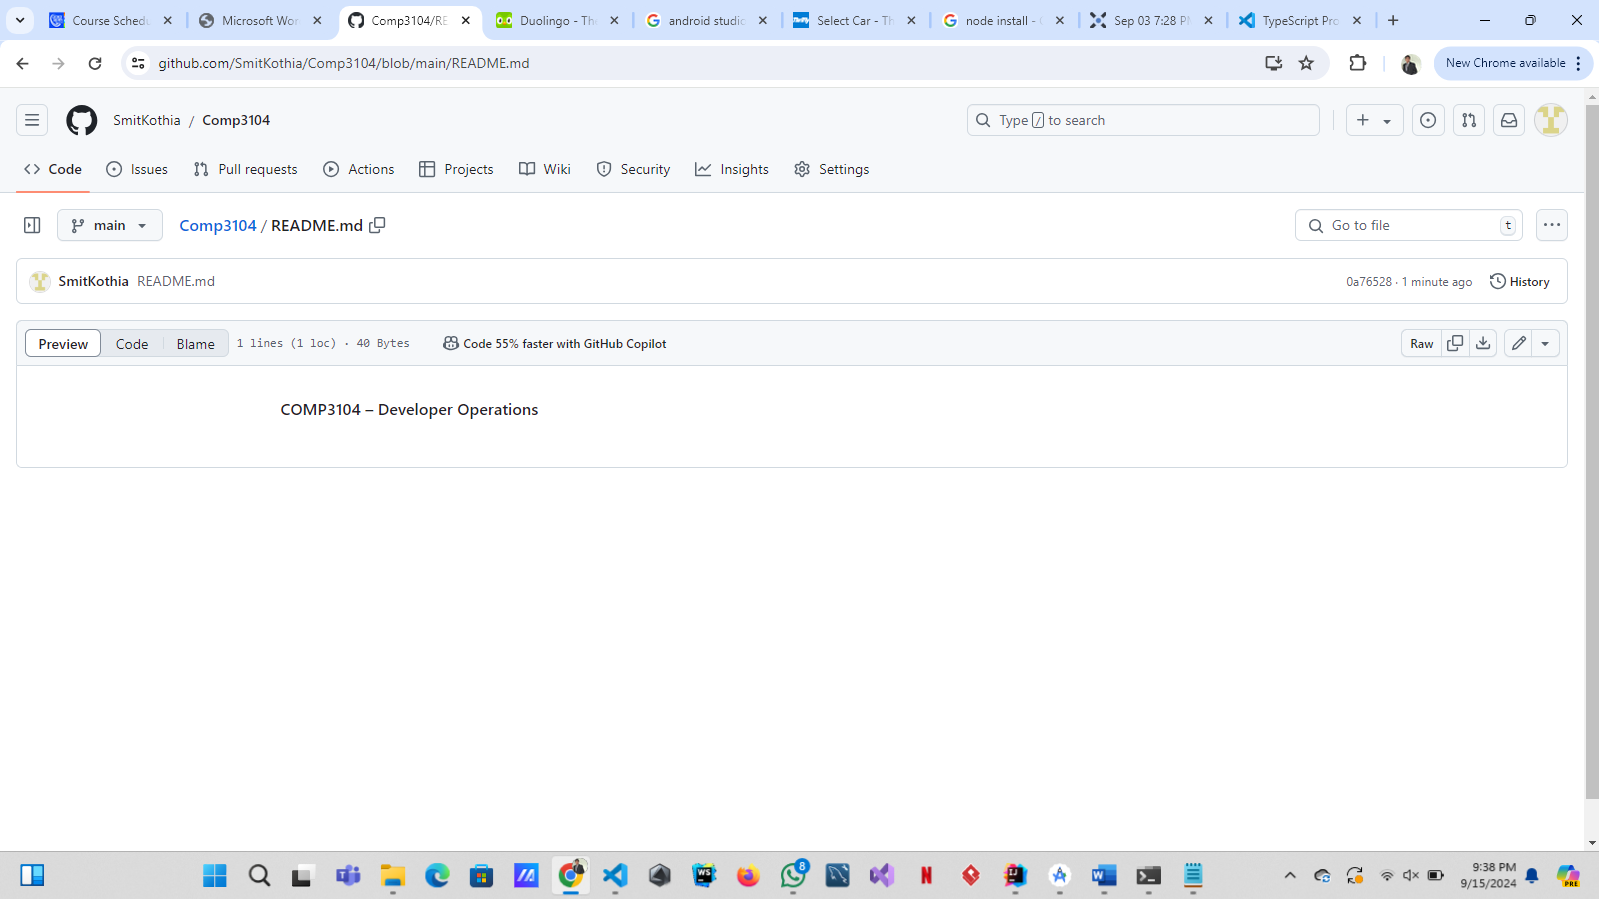 Course Schedu
Microsoft Wor
Comp3104/RE
Duolingo - The
android studio
Select Car - Th
node install - G
Sep 03 7:28 PM
TypeScript Pro
github.com/SmitKothia/Comp3104/blob/main/README.md
New Chrome available
SmitKothia / Comp3104
Type / to search
Code
Issues
Pull requests
Actions
Projects
Wiki
Security
Insights
Settings
main
Comp3104 / README.md
Go to file
t
SmitKothia README.md
0a76528 · 1 minute ago
History
Preview
Code
Blame
1 lines (1 loc) · 40 Bytes
Code 55% faster with GitHub Copilot
Raw
COMP3104 – Developer Operations
8
9:38 PM
9/15/2024
PRE